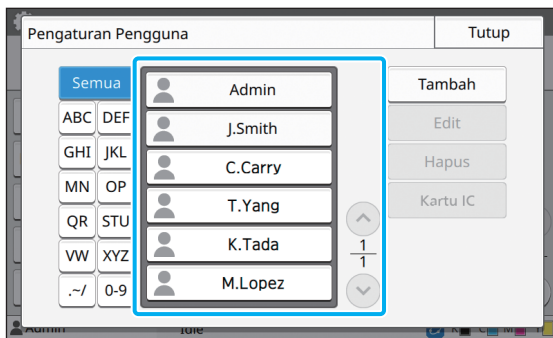 Pengaturan Pengguna
Tutup
Semua
ABC DEF
GHI JKL
MN OP
QR STU
VW XYZ
.~/ 0-9
Admin
J.Smith
C.Carry
T.Yang
K.Tada
M.Lopez
1
1
Tambah
Edit
Hapus
Kartu IC
Admin
Idle
K C M Y